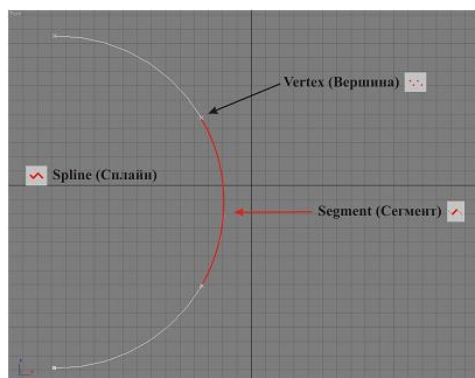 Vertex (Вершина)
Spline (Сплайн)
Segment (Сегмент)